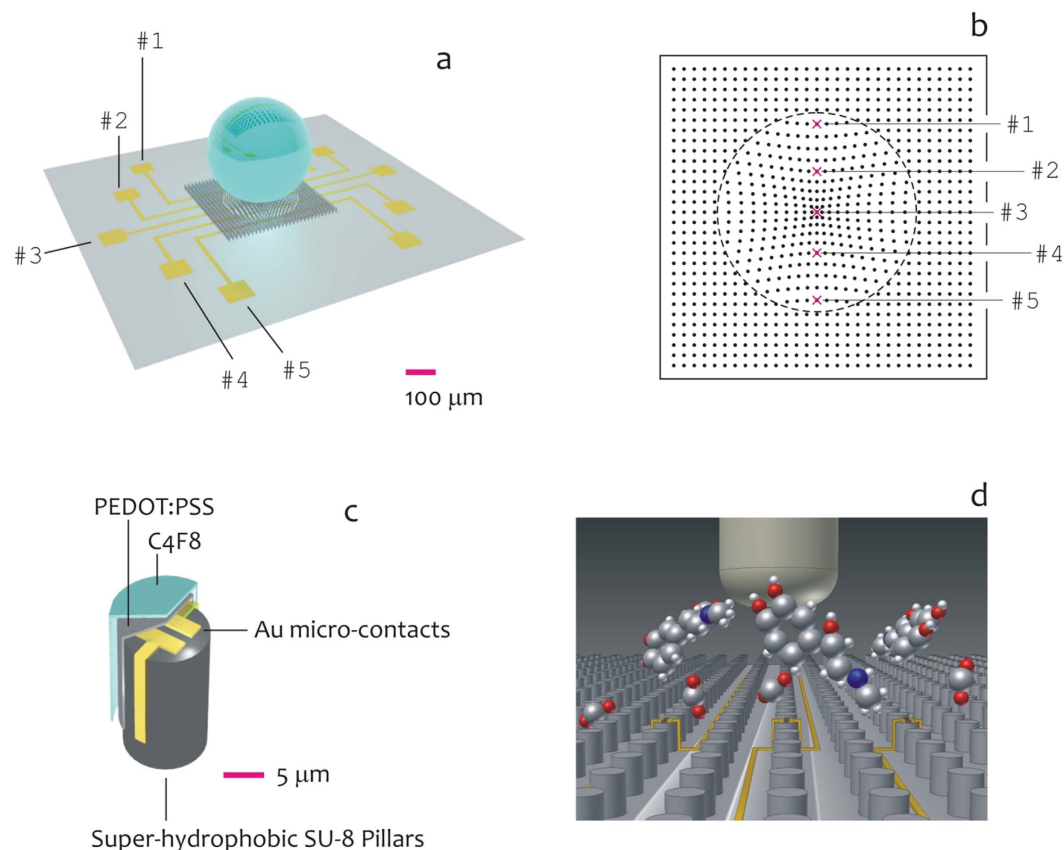 a
#1
#2
#3
#4
#5
100 μm
b
#1
#2
#3
#4
#5
c
PEDOT:PSS
C4F8
Au micro-contacts
5 μm
Super-hydrophobic SU-8 Pillars
d